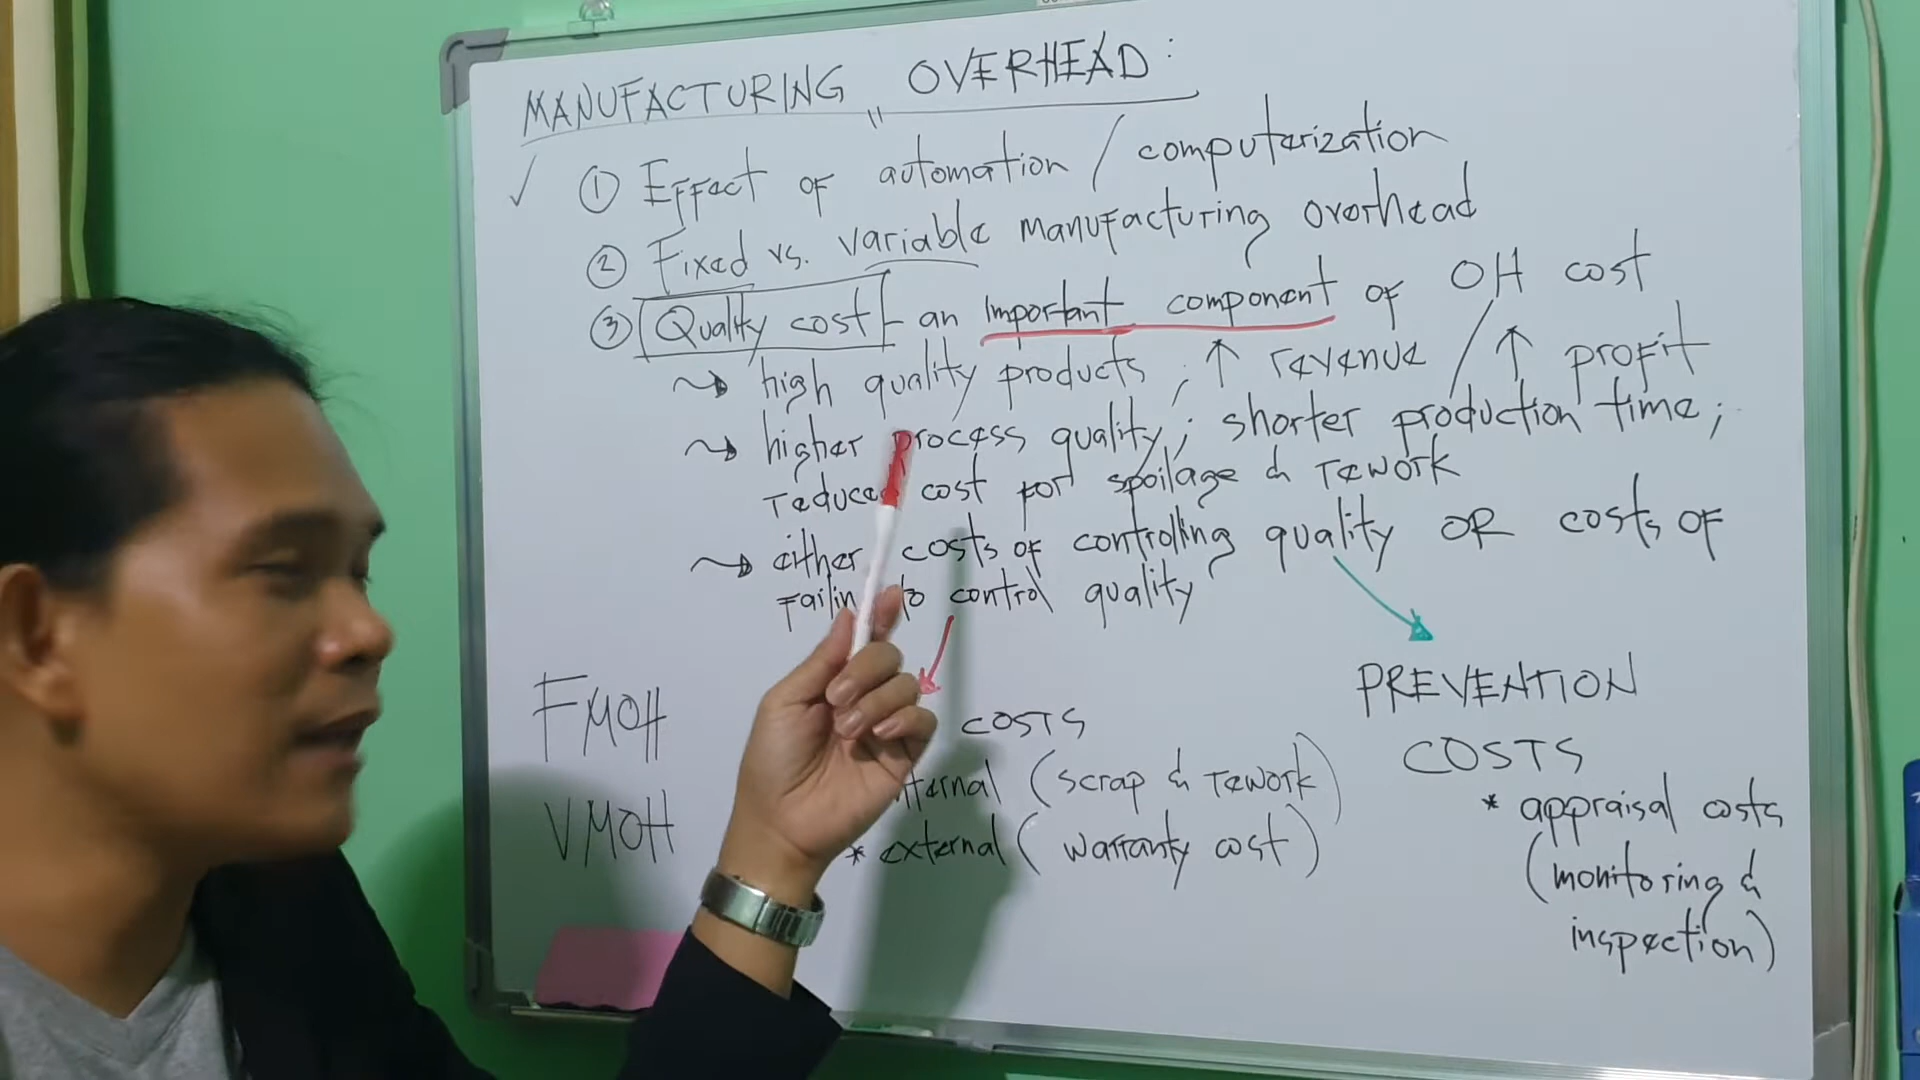 MANUFACTURING OVERHEAD:
① Effect of automation / computerization
② Fixed vs. variable manufacturing overhead
③ Quality cost - an important component of OH cost
high quality products ; ↑ revenue / ↑ profit
higher process quality; shorter production time;
reduced cost for spoilage & rework
either costs of controlling quality OR costs of
failing to control quality
FMOH
VMOH
COSTS
internal (scrap & rework)
* external (warranty cost)
PREVENTION
COSTS
* appraisal costs
(monitoring &
inspection)